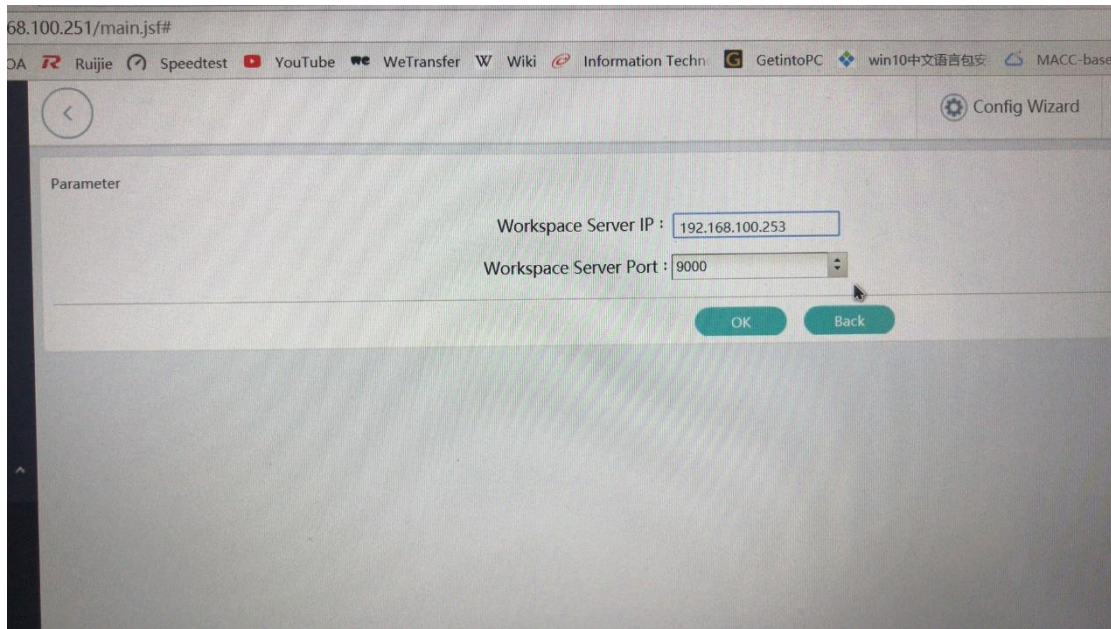 68.100.251/main.jsf#
OA Ruijie Speedtest YouTube we WeTransfer W Wiki Information Techn G GetintoPC win10中文语言包安 MACC-base
Config Wizard
Parameter
Workspace Server IP : 192.168.100.253
Workspace Server Port : 9000
OK Back